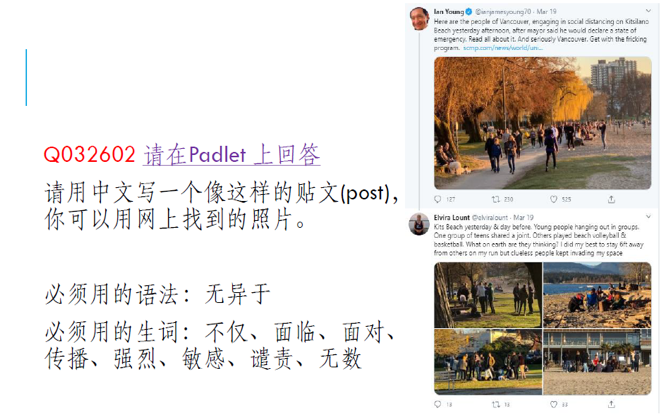 Q032602 请在Padlet 上回答
请用中文写一个像这样的贴文(post),
你可以用网上找到的照片。
必须用的语法：无异于
必须用的生词：不仅、面临、面对、
传播、强烈、敏感、谴责、无数
Ian Young @ianjamesyoung70 · Mar 19
Here are the people of Vancouver, engaging in social distancing on Kitsilano
Beach yesterday afternoon, after mayor said he would declare a state of
emergency. Read all about it. And seriously Vancouver. Get with the fricking
program. scmp.com/news/world/un...
127 250 525
Elvira Lount @elviralount · Mar 19
Kits Beach yesterday & day before. Young people hanging out in groups.
One group of teens shared a joint. Others played beach volleyball &
basketball. What on earth are they thinking? I did my best to stay 6ft away
from others on my run but clueless people kept invading my space